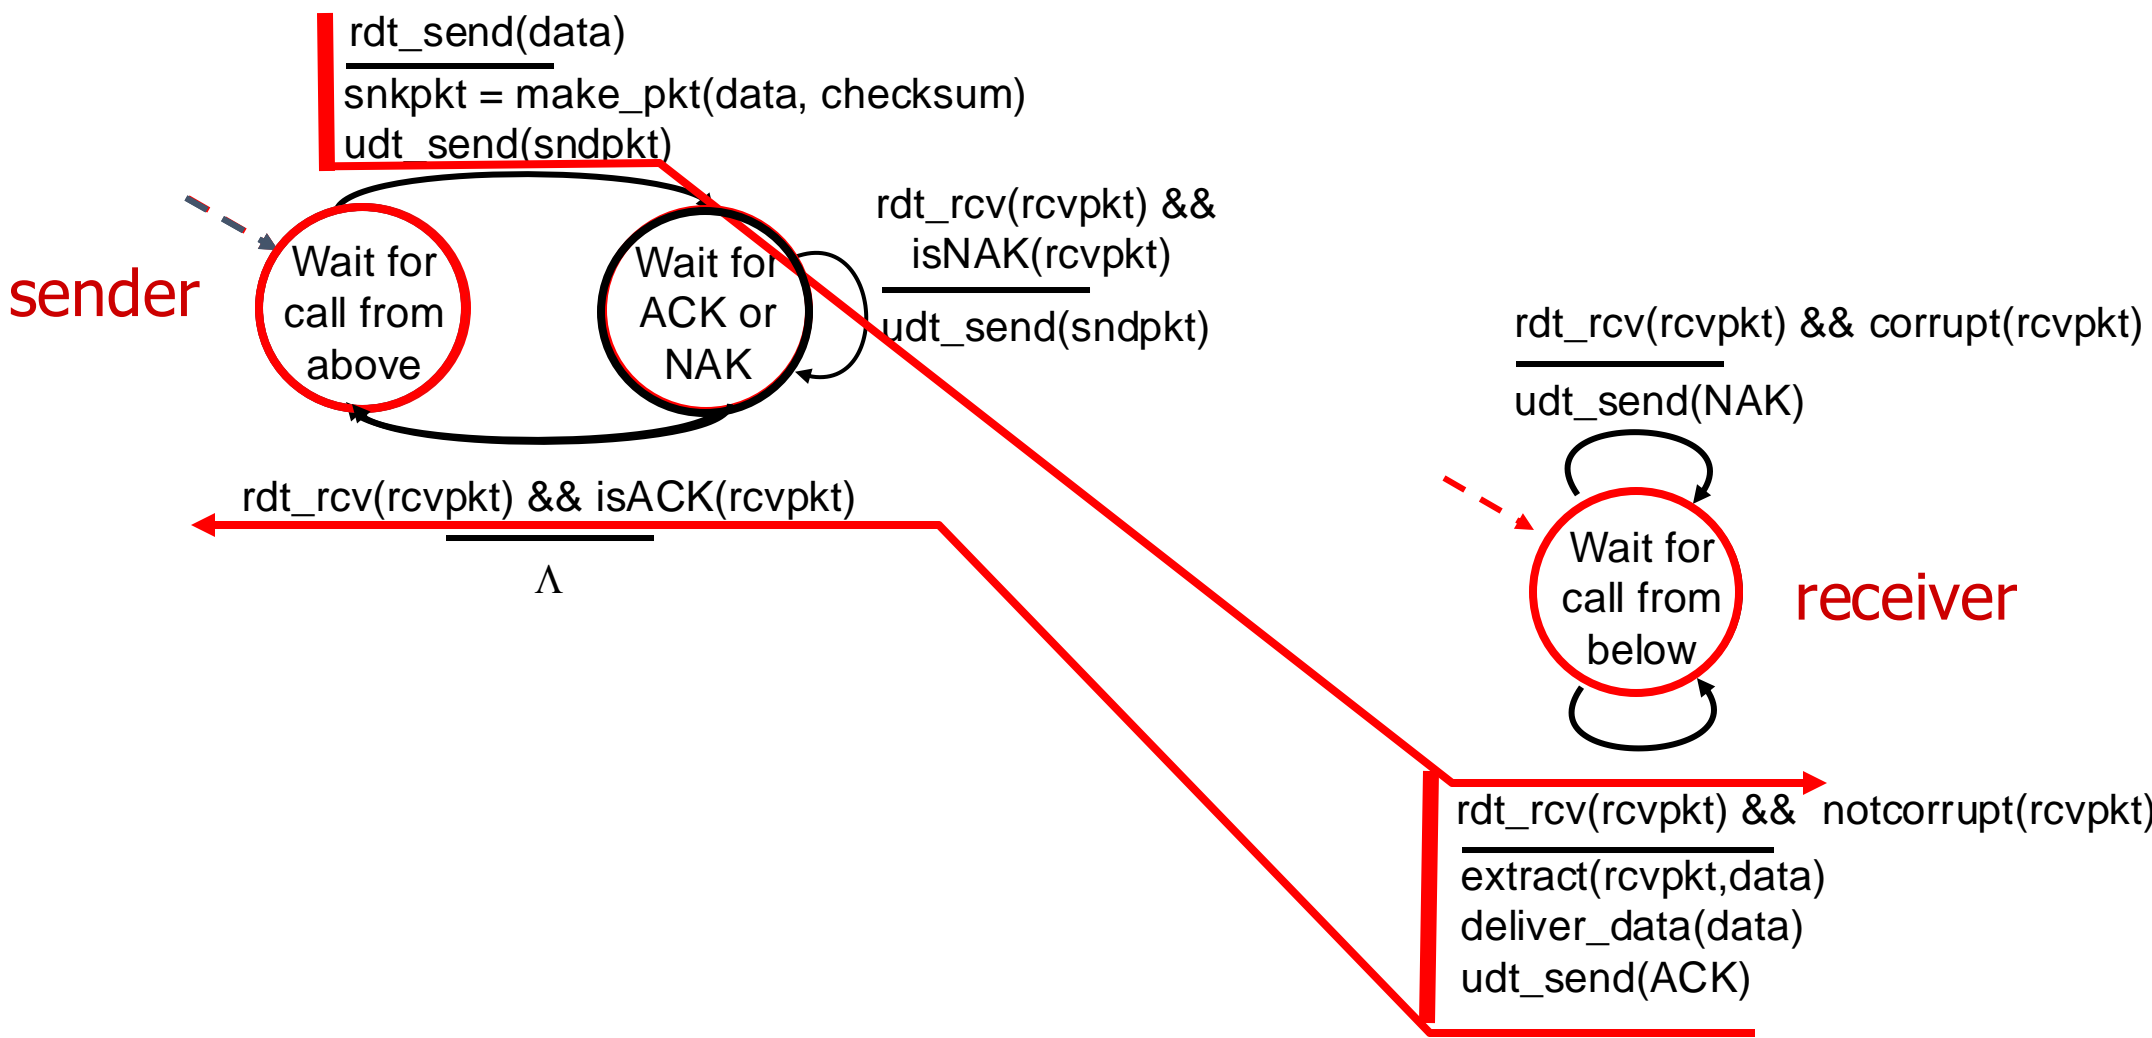 rdt_send(data)
snkpkt = make_pkt(data, checksum)
udt_send(sndpkt)
sender
Wait for
call from
above
Wait for
ACK or
NAK
rdt_rcv(rcvpkt) &&
isNAK(rcvpkt)
udt_send(sndpkt)
rdt_rcv(rcvpkt) && isACK(rcvpkt)
Λ
rdt_rcv(rcvpkt) && corrupt(rcvpkt)
udt_send(NAK)
Wait for
call from
below
receiver
rdt_rcv(rcvpkt) && notcorrupt(rcvpkt)
extract(rcvpkt,data)
deliver_data(data)
udt_send(ACK)